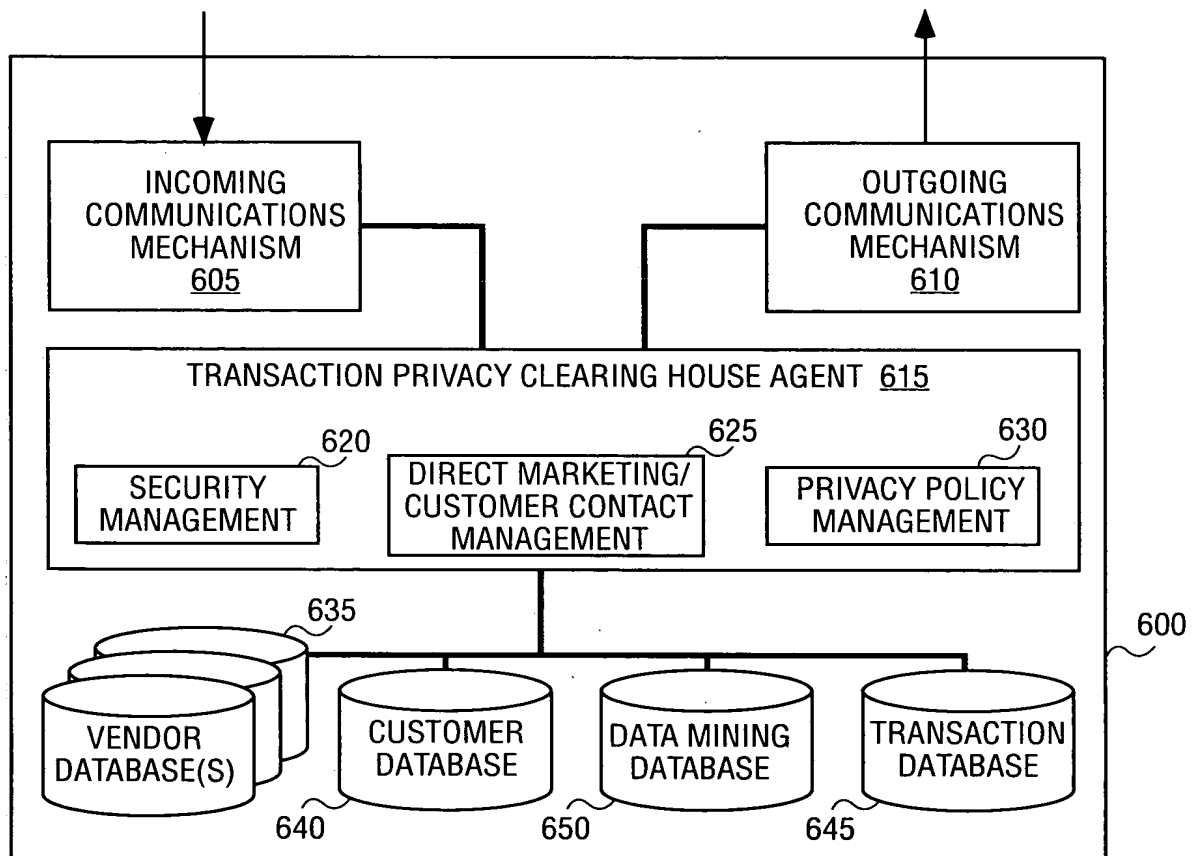 INCOMING
COMMUNICATIONS
MECHANISM
605
OUTGOING
COMMUNICATIONS
MECHANISM
610
TRANSACTION PRIVACY CLEARING HOUSE AGENT 615
620
SECURITY
MANAGEMENT
625
DIRECT MARKETING/
CUSTOMER CONTACT
MANAGEMENT
630
PRIVACY POLICY
MANAGEMENT
635
600
VENDOR
DATABASE(S)
CUSTOMER
DATABASE
DATA MINING
DATABASE
TRANSACTION
DATABASE
640
650
645